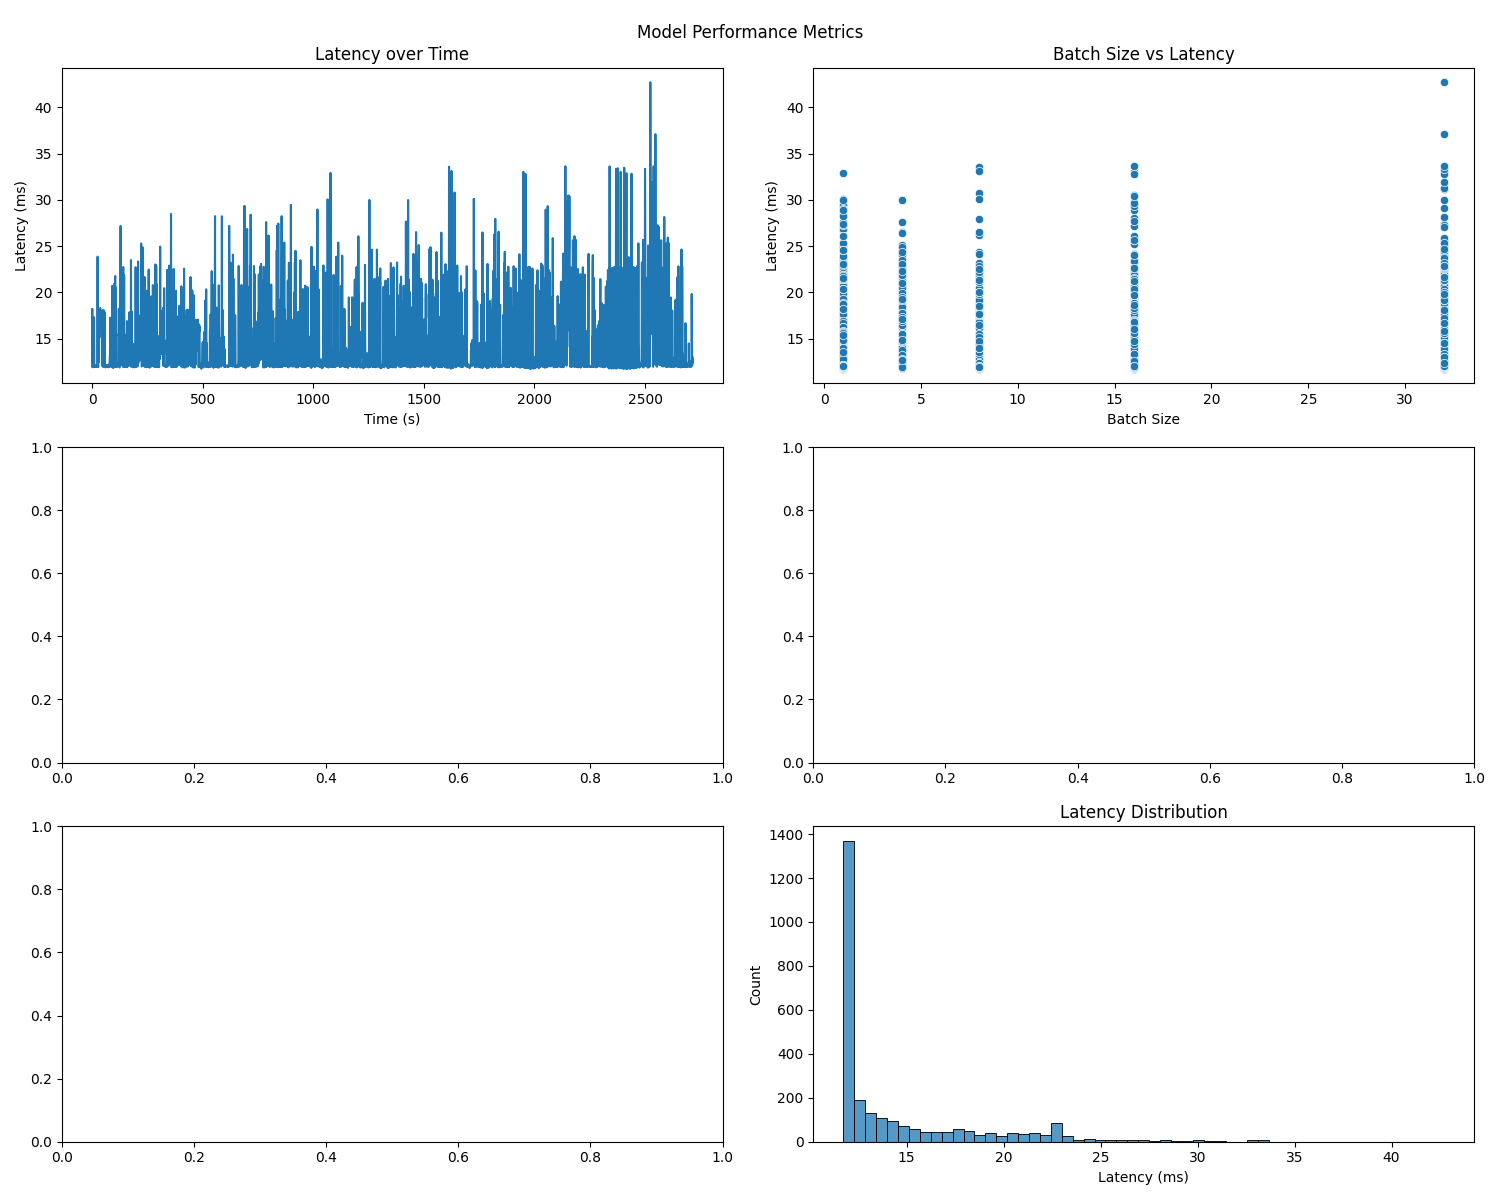 Model Performance Metrics
Latency over Time
Latency (ms)
40
35
30
25
20
15
0 500 1000 1500 2000 2500
Time (s)
Batch Size vs Latency
Latency (ms)
40
35
30
25
20
15
0 5 10 15 20 25 30
Batch Size
1.0
0.8
0.6
0.4
0.2
0.0
0.0 0.2 0.4 0.6 0.8 1.0
1.0
0.8
0.6
0.4
0.2
0.0
0.0 0.2 0.4 0.6 0.8 1.0
1.0
0.8
0.6
0.4
0.2
0.0
0.0 0.2 0.4 0.6 0.8 1.0
Latency Distribution
Count
1400
1200
1000
800
600
400
200
0
15 20 25 30 35 40
Latency (ms)